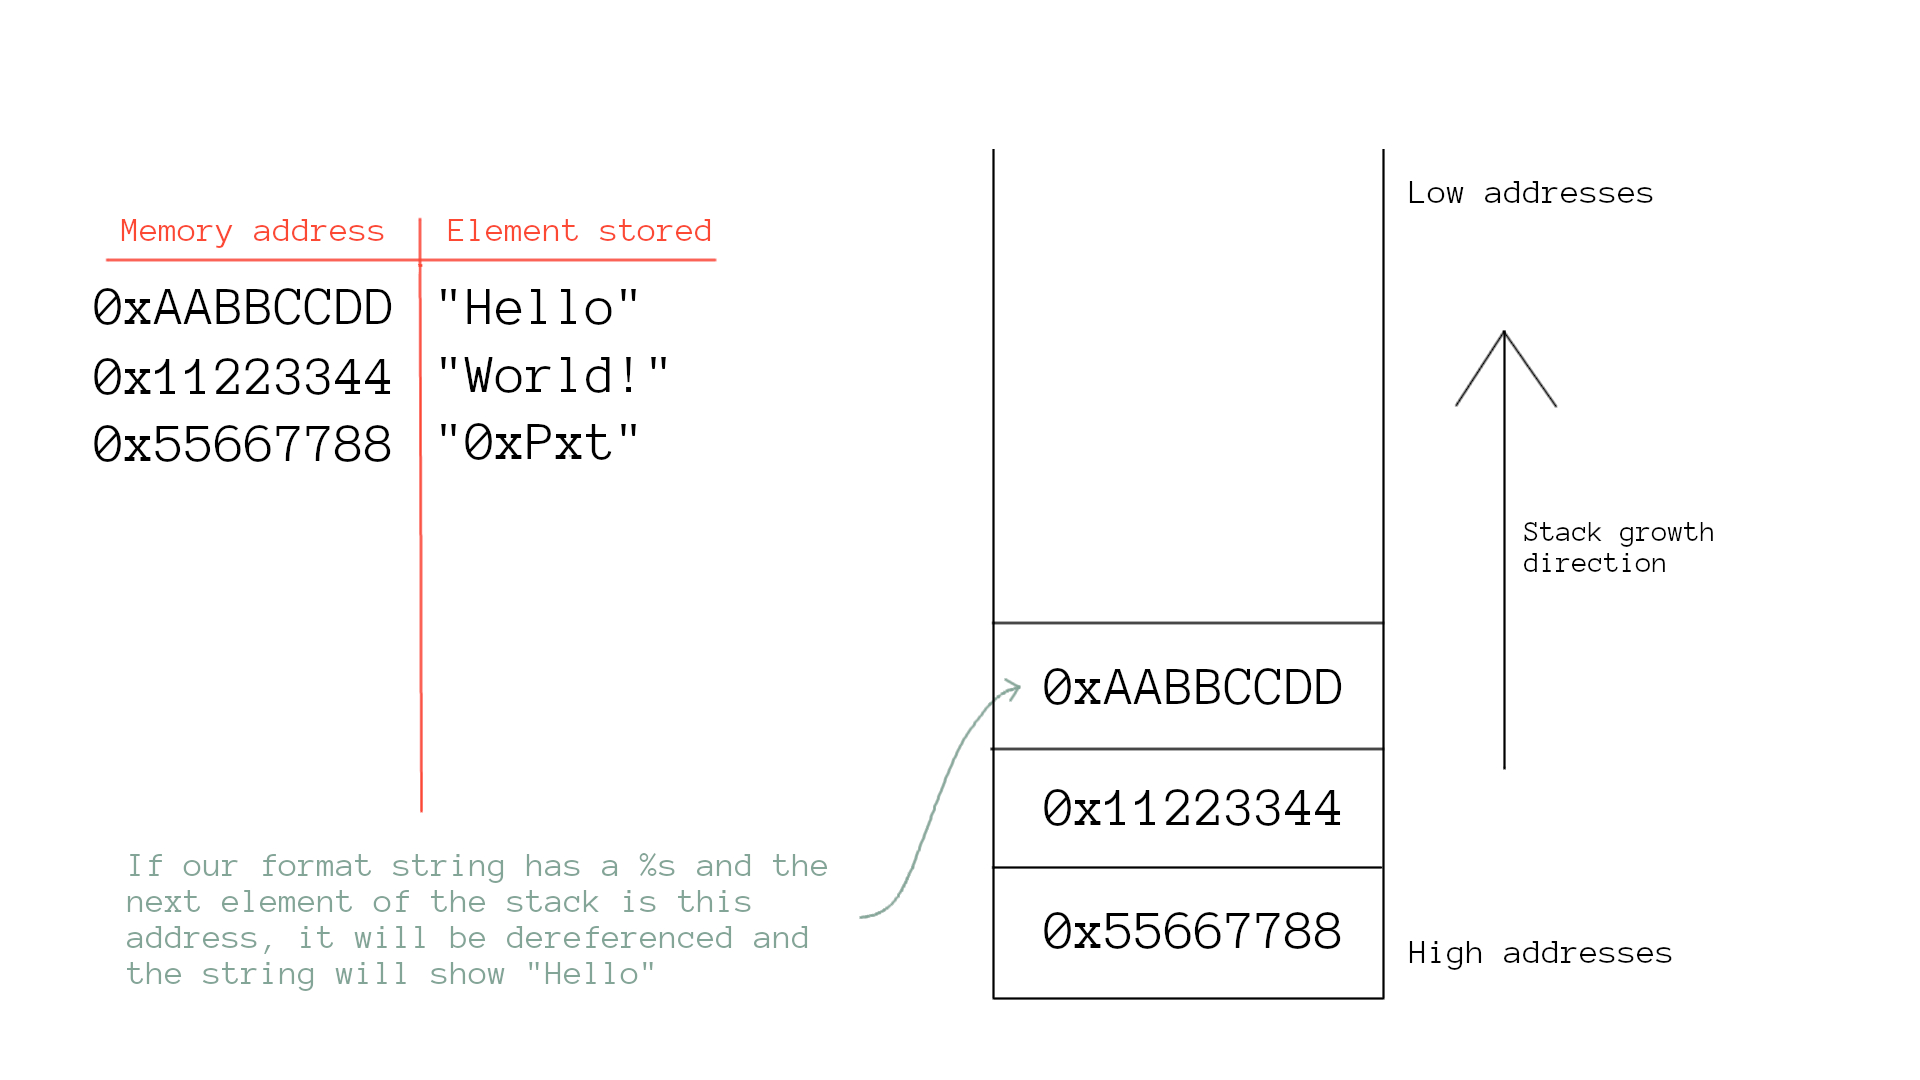 Memory address Element stored
0xAABBCCDD "Hello"
0x11223344 "World!"
0x55667788 "0xPxt"
If our format string has a %s and the
next element of the stack is this
address, it will be dereferenced and
the string will show "Hello"
Low addresses
Stack growth
direction
0xAABBCCDD
0x11223344
0x55667788
High addresses